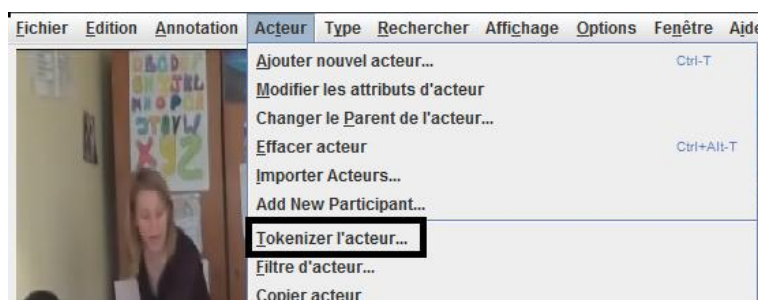 Fichier Edition Annotation Acteur Type Rechercher Affichage Options Fenêtre Aide
Ajouter nouvel acteur... Ctrl-T
Modifier les attributs d'acteur
Changer le Parent de l'acteur...
Effacer acteur Ctrl+Alt-T
Importer Acteurs...
Add New Participant...
Tokenizer l'acteur...
Filtre d'acteur...
Copier acteur